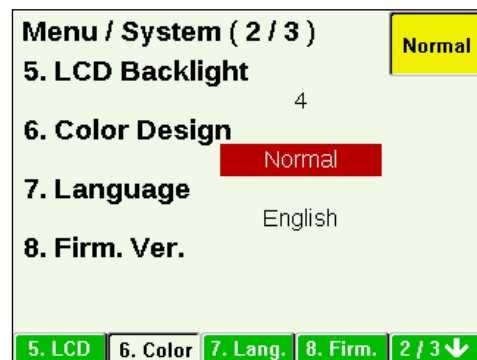 Menu / System ( 2 / 3 )
Normal
5. LCD Backlight
4
6. Color Design
Normal
7. Language
English
8. Firm. Ver.
5. LCD
6. Color
7. Lang.
8. Firm.
2 / 3